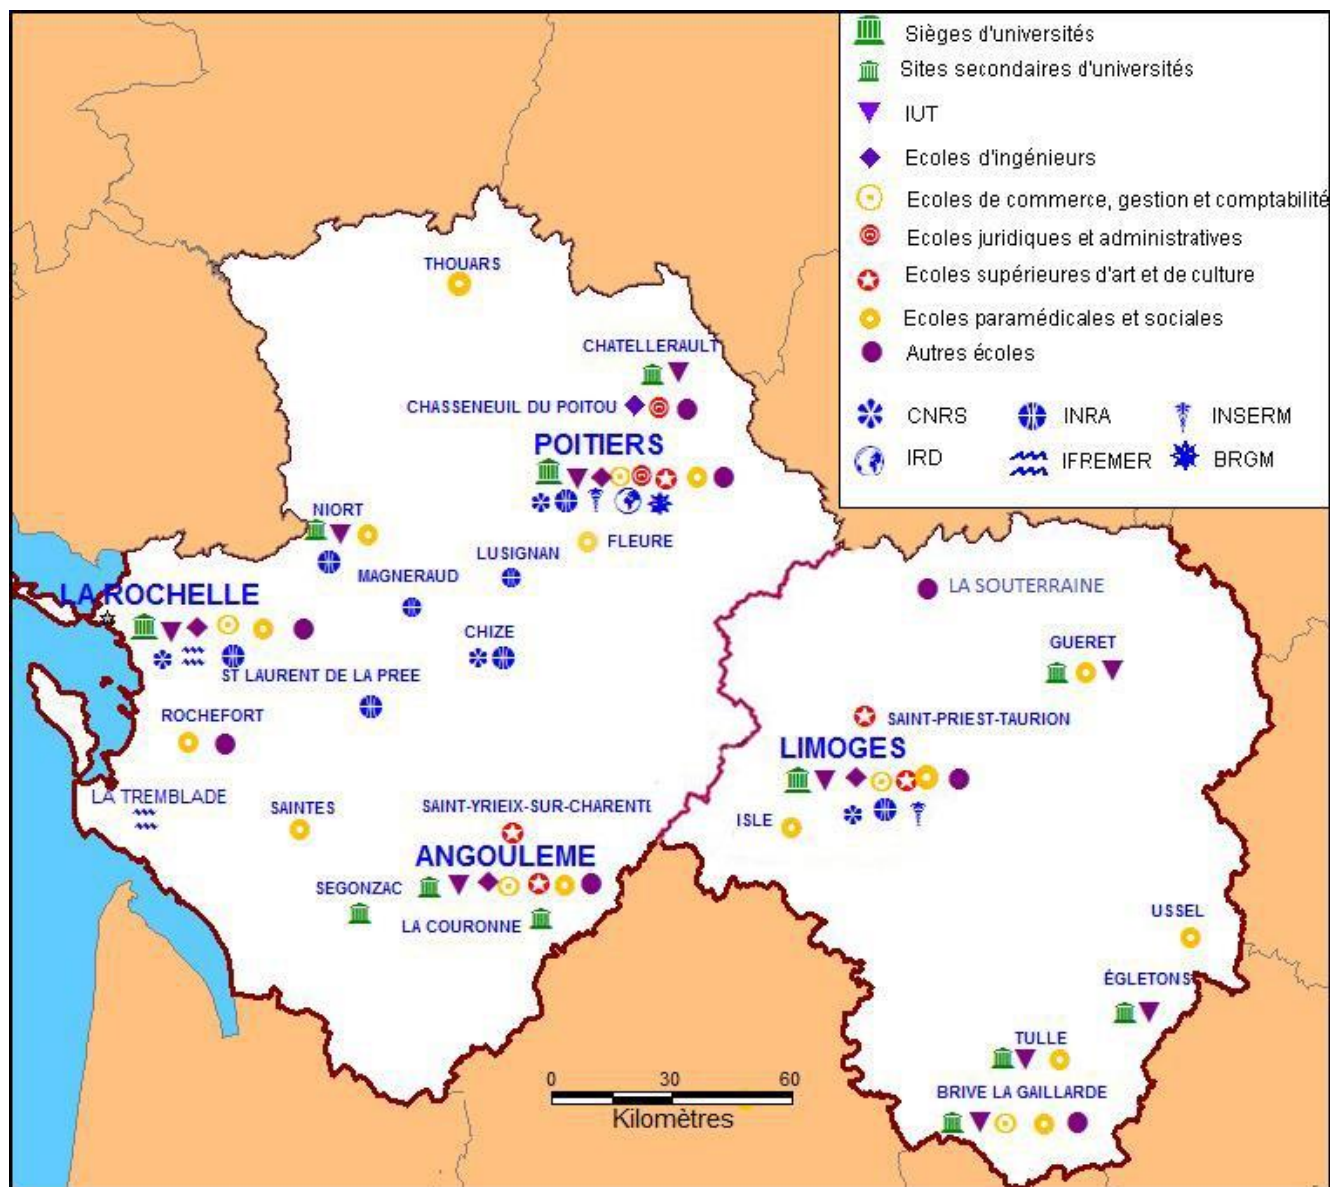 Sièges d'universités
Sites secondaires d'universités
IUT
Ecoles d'ingénieurs
Ecoles de commerce, gestion et comptabilité
Ecoles juridiques et administratives
Ecoles supérieures d'art et de culture
Ecoles paramédicales et sociales
Autres écoles
CNRS INRA INSERM
IRD IFREMER BRGM
THOUARS
CHATELLERAULT
CHASSENEUIL DU POITOU
POITIERS
NIORT
FLEURE
LUSIGNAN
MAGNERAUD
LA ROCHELLE
LA SOUTERRAINE
CHIZE
GUERET
ST LAURENT DE LA PREE
ROCHEFORT
SAINT-PRIEST-TAURION
LIMOGES
LA TREMBLADE
SAINTES
SAINT-YRIEIX-SUR-CHARENTE
ISLE
ANGOULEME
SEGONZAC
LA COURONNE
USSEL
ÉGLETONS
TULLE
BRIVE LA GAILLARDE
0 30 60
Kilomètres